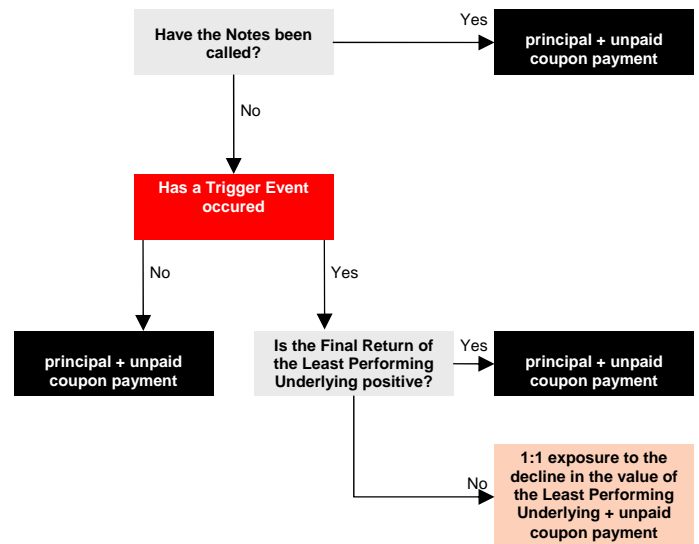 Have the Notes been
called?
Yes
principal + unpaid
coupon payment
No
Has a Trigger Event
occured
No
Yes
principal + unpaid
coupon payment
Is the Final Return of
the Least Performing
Underlying positive?
Yes
principal + unpaid
coupon payment
No
1:1 exposure to the
decline in the value of
the Least Performing
Underlying + unpaid
coupon payment